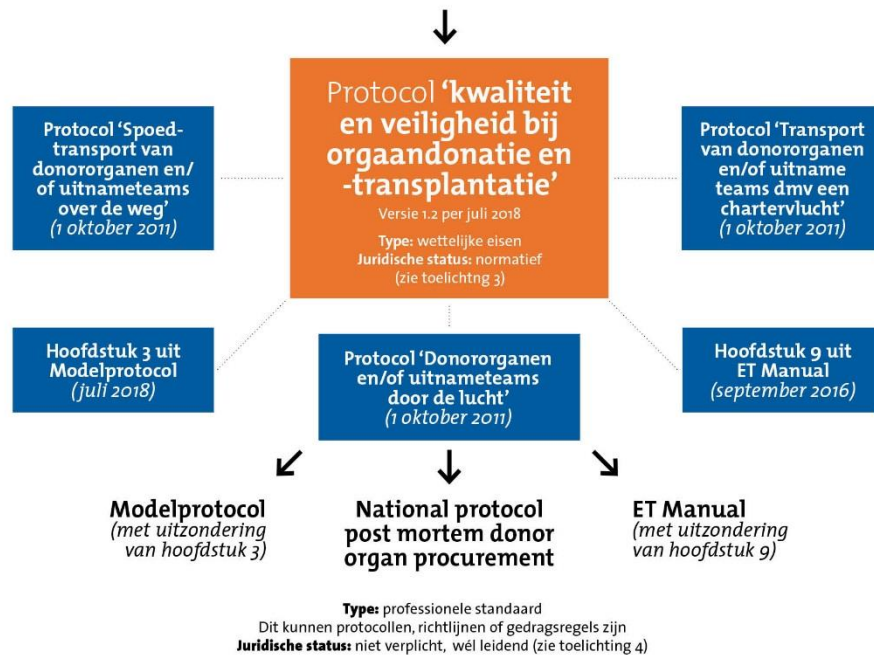 Protocol ‘kwaliteit
en veiligheid bij
orgaandonatie en
-transplantatie’
Versie 1.2 per juli 2018
Type: wettelijke eisen
Juridische status: normatief
(zie toelichtng 3)
Protocol ‘Spoed-
transport van
donororganen en/
of uitnameteams
over de weg’
(1 oktober 2011)
Protocol ‘Transport
van donororganen
en/of uitname
teams dmv een
chartervlucht’
(1 oktober 2011)
Hoofdstuk 3 uit
Modelprotocol
(juli 2018)
Protocol ‘Donororganen
en/of uitnameteams
door de lucht’
(1 oktober 2011)
Hoofdstuk 9 uit
ET Manual
(september 2016)
Modelprotocol
(met uitzondering
van hoofdstuk 3)
National protocol
post mortem donor
organ procurement
ET Manual
(met uitzondering
van hoofdstuk 9)
Type: professionele standaard
Dit kunnen protocollen, richtlijnen of gedragsregels zijn
Juridische status: niet verplicht, wél leidend (zie toelichting 4)